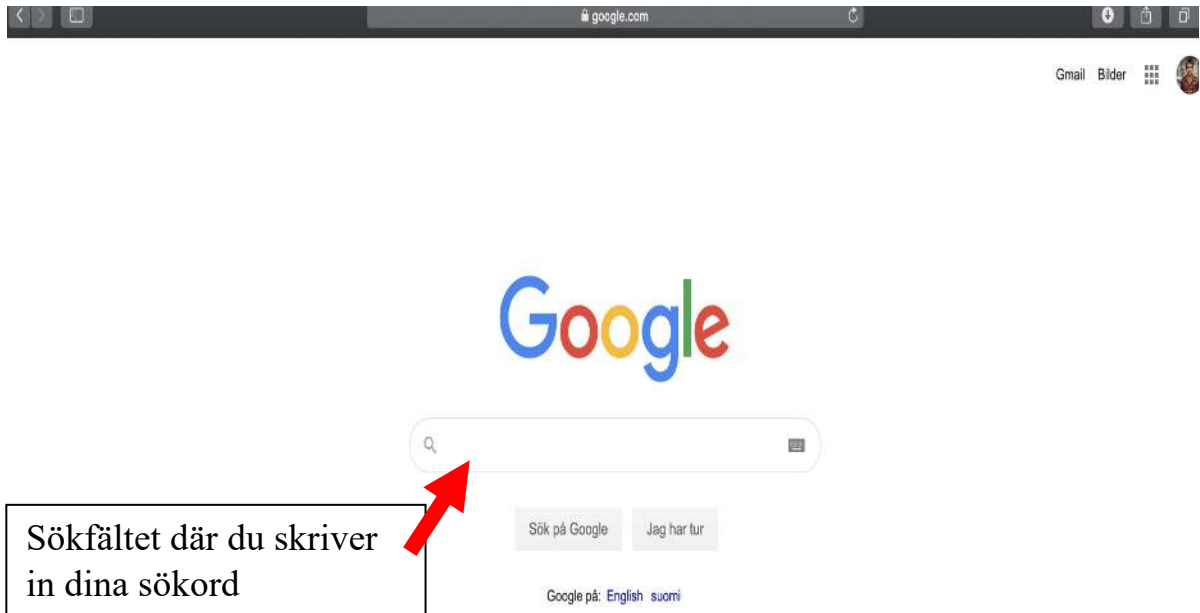 google.com
Gmail Bilder
Google
Sök på Google Jag har tur
Sökfältet där du skriver
in dina sökord
Google på: English suomi